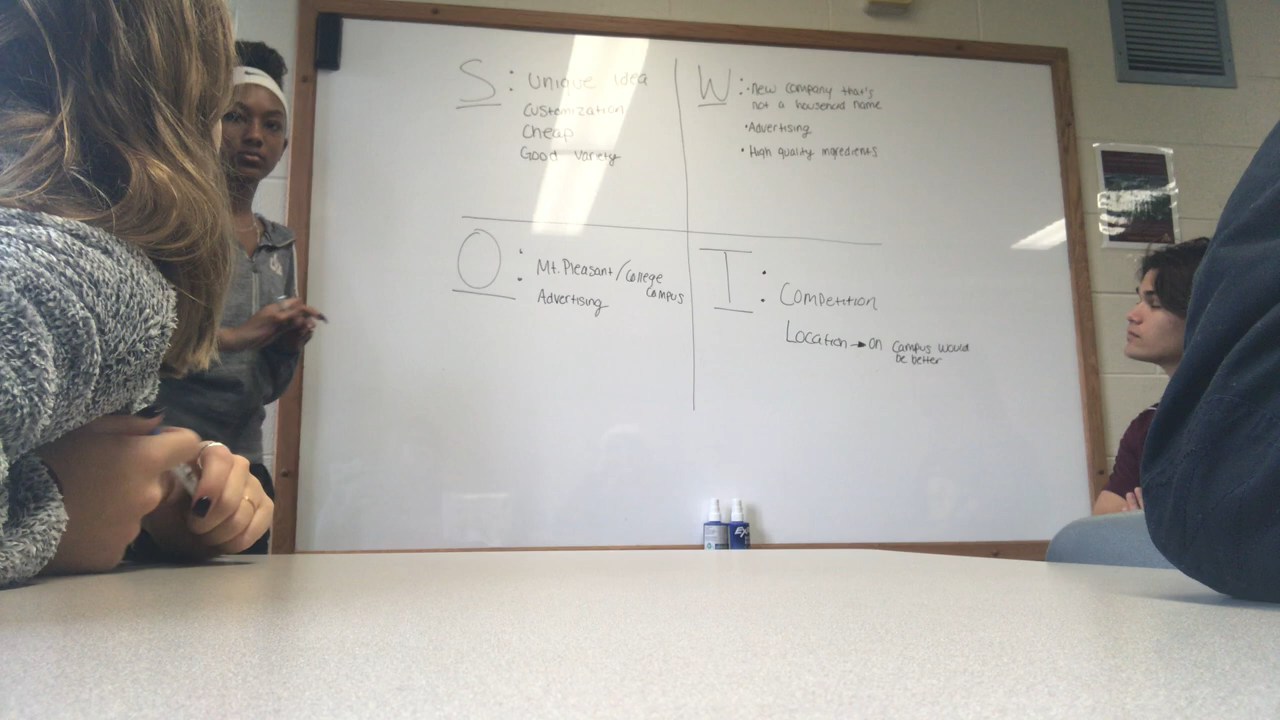 S: Unique idea
Customization
Cheap
Good Variety
W: •New company that's
not a household name
•Advertising
•High quality ingredients
O: Mt. Pleasant/College
Campus
Advertising
T: Competition
Location→on Campus would
be better
EXPO